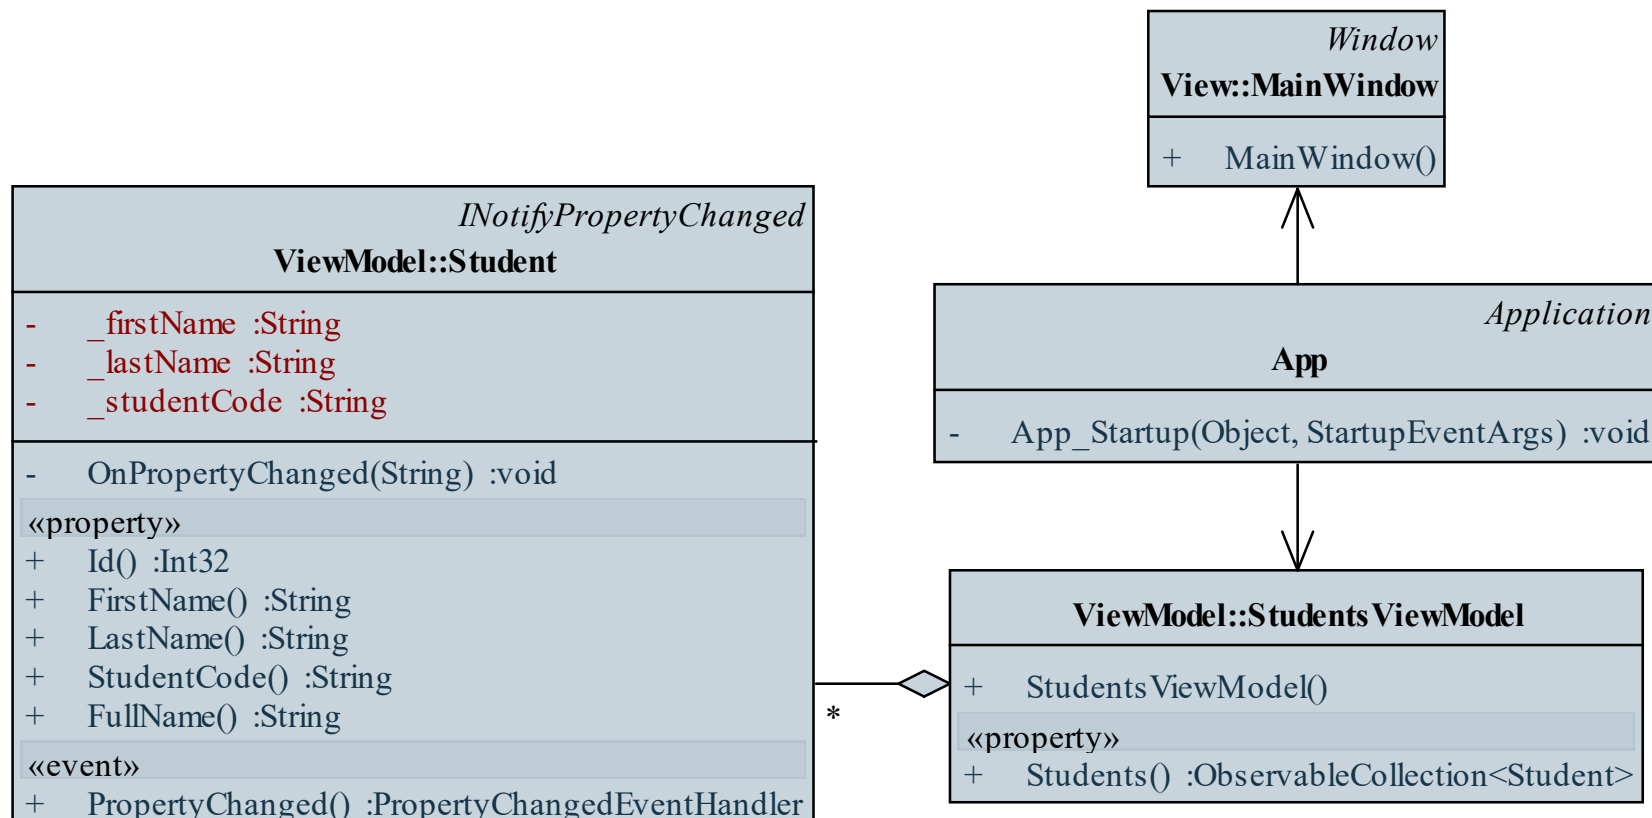 Window
View::MainWindow
+ MainWindow()
INotifyPropertyChanged
ViewModel::Student
- _firstName :String
- _lastName :String
- _studentCode :String
- OnPropertyChanged(String) :void
«property»
+ Id() :Int32
+ FirstName() :String
+ LastName() :String
+ StudentCode() :String
+ FullName() :String
«event»
+ PropertyChanged() :PropertyChangedEventHandler
Application
App
- App_Startup(Object, StartupEventArgs) :void
*
ViewModel::StudentsViewModel
+ StudentsViewModel()
«property»
+ Students() :ObservableCollection<Student>